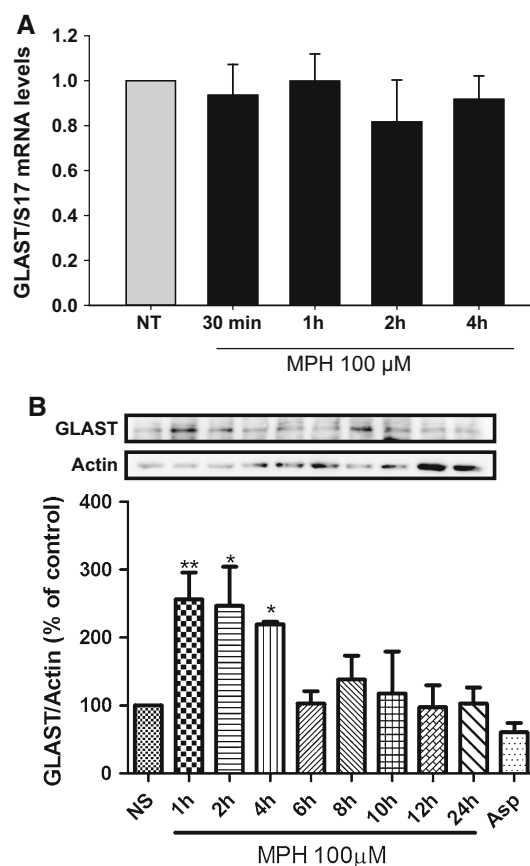 A
GLAST/S17 mRNA levels
1.2
1.0
0.8
0.6
0.4
0.2
0.0
NT 30 min 1h 2h 4h
MPH 100 µM
B
GLAST
Actin
GLAST/Actin (% of control)
400
300
200
100
0
** * *
NS 1h 2h 4h 6h 8h 10h 12h 24h Asp
MPH 100µM